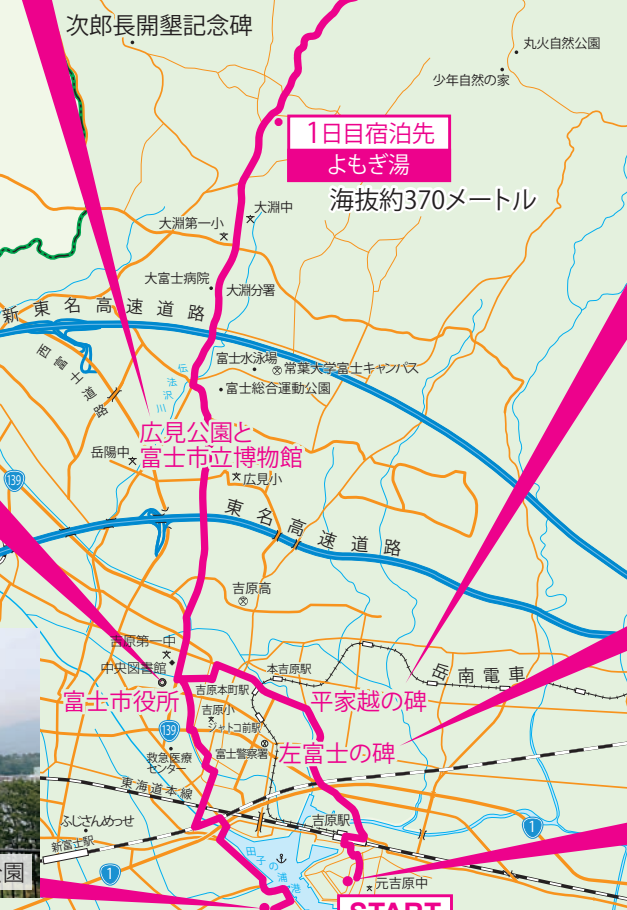 次郎長開墾記念碑
丸火自然公園
少年自然の家
1日目宿泊先
よもぎ湯
海抜約370メートル
大淵中
大淵第一小
大富士病院
大淵分署
新東名高速道路
西富士道路
伝法沢川
富士水泳場
常葉大学富士キャンパス
富士総合運動公園
広見公園と
富士市立博物館
岳陽中
広見小
139
東名高速道路
吉原高
吉原第一中
中央図書館
本吉原駅
岳南電車
富士市役所
吉原本町駅
平家越の碑
吉原小
ジヤトコ前駅
139
左富士の碑
富士警察署
救急医療
センター
東海道本線
ふじさんめっせ
吉原駅
1
新富士駅
田子の浦港
園
1
元吉原中
START